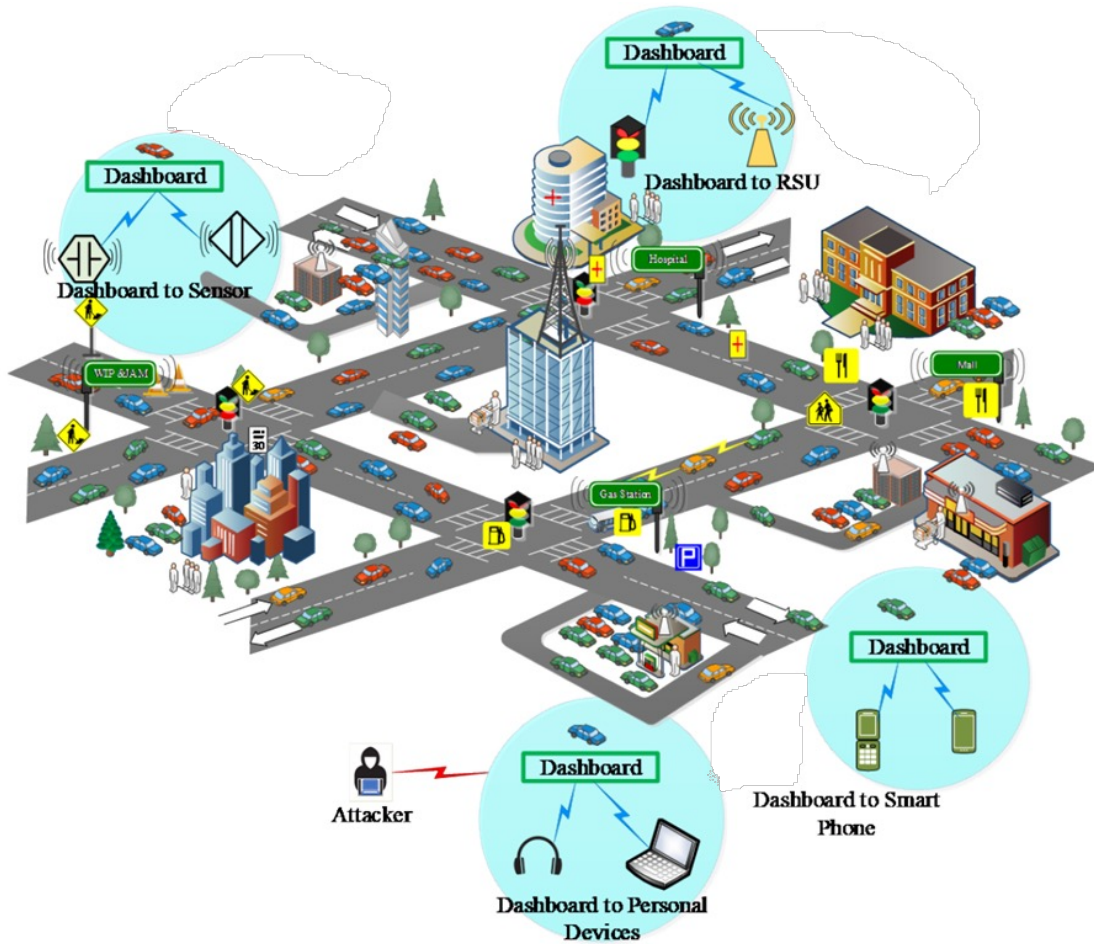 Dashboard
Dashboard to RSU
Dashboard
Dashboard to Sensor
Hospital
WIP &JAM
Mall
30
Gas Station
P
Dashboard
Dashboard to Smart
Phone
Attacker
Dashboard
Dashboard to Personal
Devices